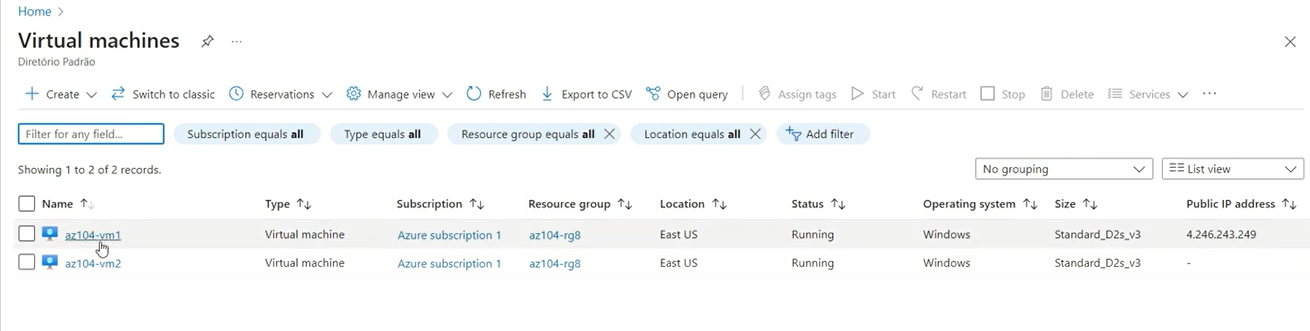 Home >
Virtual machines ...
Diretório Padrão
Create Switch to classic Reservations Manage view Refresh Export to CSV Open query Assign tags Start Restart Stop Delete Services ...
Filter for any field... Subscription equals all Type equals all Resource group equals all Location equals all Add filter
Showing 1 to 2 of 2 records. No grouping List view
Name Type Subscription Resource group Location Status Operating system Size Public IP address
az104-vm1 Virtual machine Azure subscription 1 az104-rg8 East US Running Windows Standard_D2s_v3 4.246.243.249
az104-vm2 Virtual machine Azure subscription 1 az104-rg8 East US Running Windows Standard_D2s_v3 -